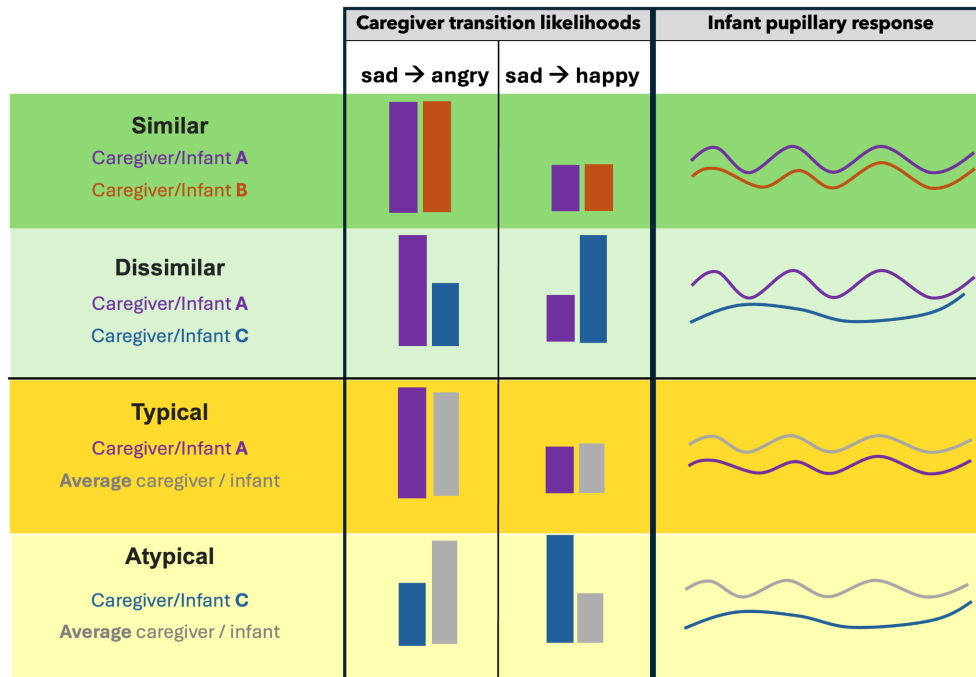 Caregiver transition likelihoods
Infant pupillary response
sad → angry
sad → happy
Similar
Caregiver/Infant A
Caregiver/Infant B
Dissimilar
Caregiver/Infant A
Caregiver/Infant C
Typical
Caregiver/Infant A
Average caregiver / infant
Atypical
Caregiver/Infant C
Average caregiver / infant